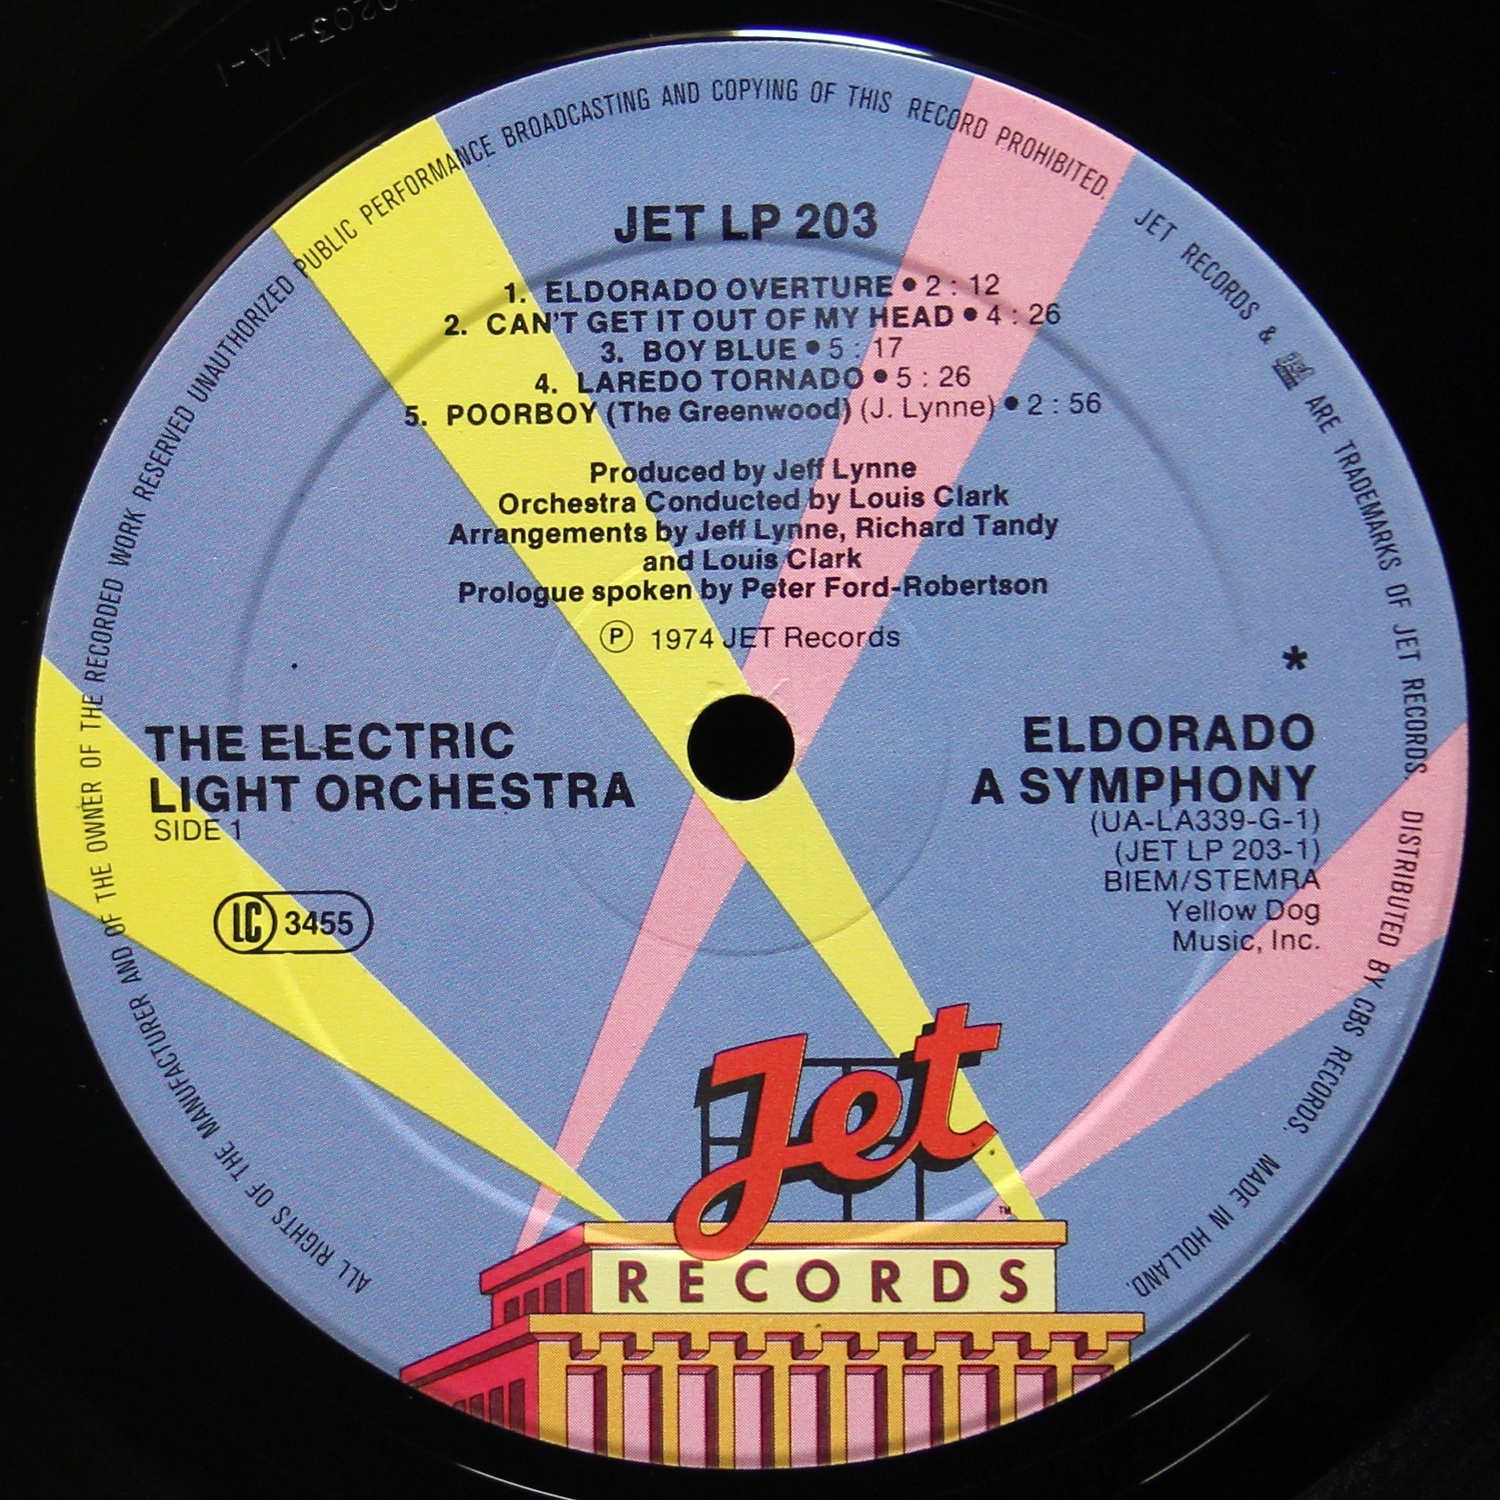 0203-1A-1
ALL RIGHTS OF THE MANUFACTURER AND OF THE OWNER OF THE RECORDED WORK RESERVED UNAUTHORIZED PUBLIC PERFORMANCE BROADCASTING AND COPYING OF THIS RECORD PROHIBITED. JET RECORDS & Jet ARE TRADEMARKS OF JET RECORDS DISTRIBUTED BY CBS RECORDS. MADE IN HOLLAND.
JET LP 203
1. ELDORADO OVERTURE • 2 : 12
2. CAN'T GET IT OUT OF MY HEAD • 4 : 26
3. BOY BLUE • 5 : 17
4. LAREDO TORNADO • 5 : 26
5. POORBOY (The Greenwood) (J. Lynne) • 2 : 56
Produced by Jeff Lynne
Orchestra Conducted by Louis Clark
Arrangements by Jeff Lynne, Richard Tandy
and Louis Clark
Prologue spoken by Peter Ford-Robertson
Ⓟ 1974 JET Records
THE ELECTRIC
LIGHT ORCHESTRA
SIDE 1
LC 3455
*
ELDORADO
A SYMPHONY
(UA-LA339-G-1)
(JET LP 203-1)
BIEM/STEMRA
Yellow Dog
Music, Inc.
Jet
TM
RECORDS